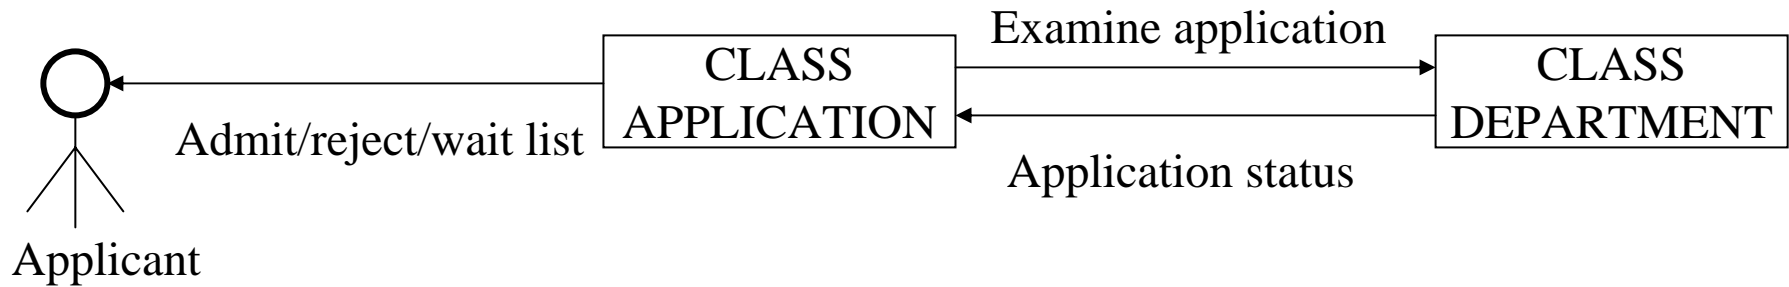 Examine application
CLASS
APPLICATION
CLASS
DEPARTMENT
Admit/reject/wait list
Application status
Applicant